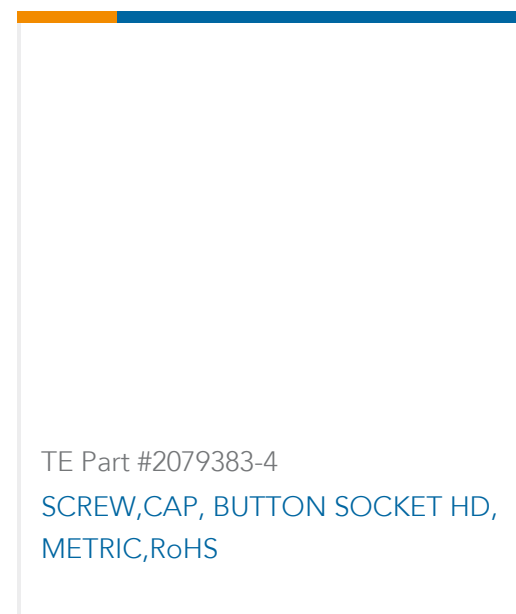 TE Part #2079383-4
SCREW,CAP, BUTTON SOCKET HD,
METRIC,RoHS